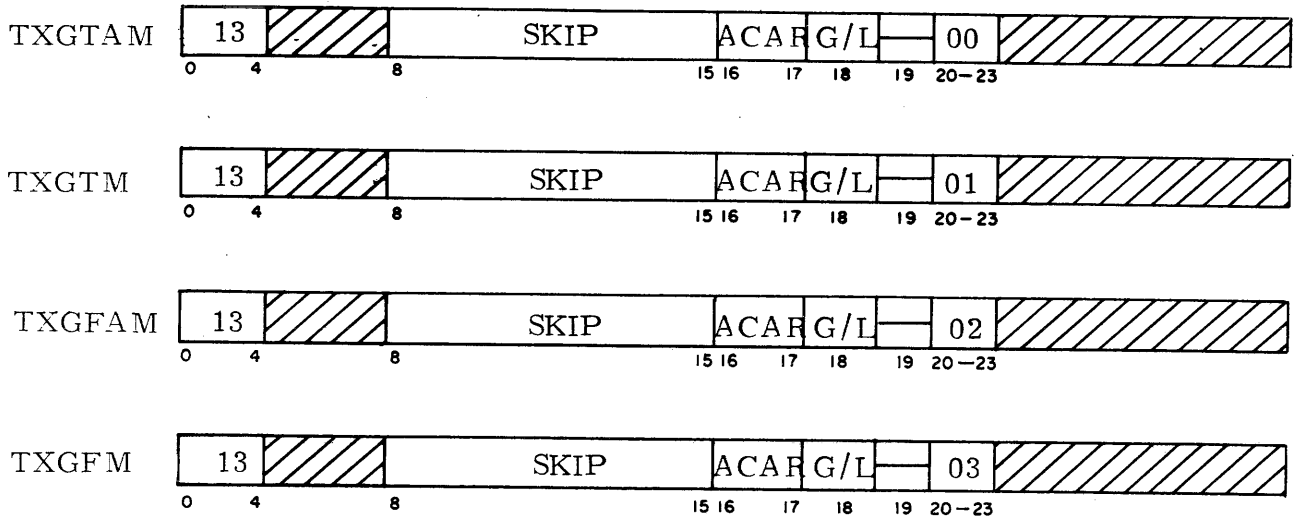 TXGTAM 13 SKIP ACAR G/L 00
0 4 8 15 16 17 18 19 20-23
TXGTM 13 SKIP ACAR G/L 01
0 4 8 15 16 17 18 19 20-23
TXGFAM 13 SKIP ACAR G/L 02
0 4 8 15 16 17 18 19 20-23
TXGFM 13 SKIP ACAR G/L 03
0 4 8 15 16 17 18 19 20-23